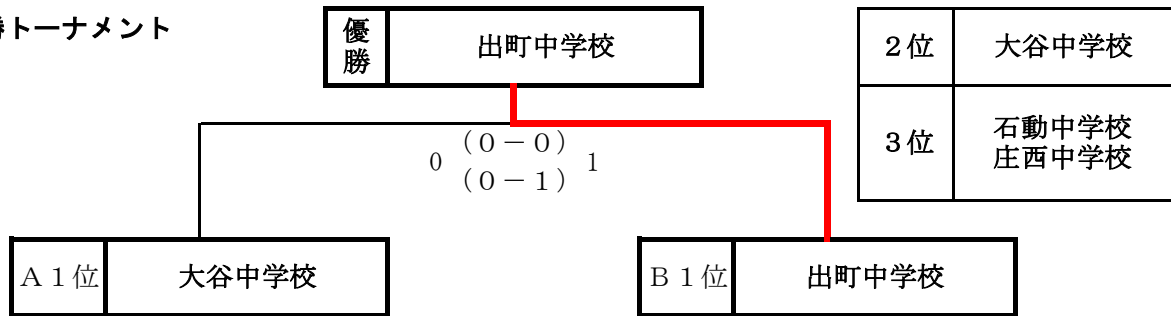 トーナメント
優勝
出町中学校
2位
大谷中学校
3位
石動中学校
庄西中学校
0
(0-0)
(0-1)
1
A1位
大谷中学校
B1位
出町中学校